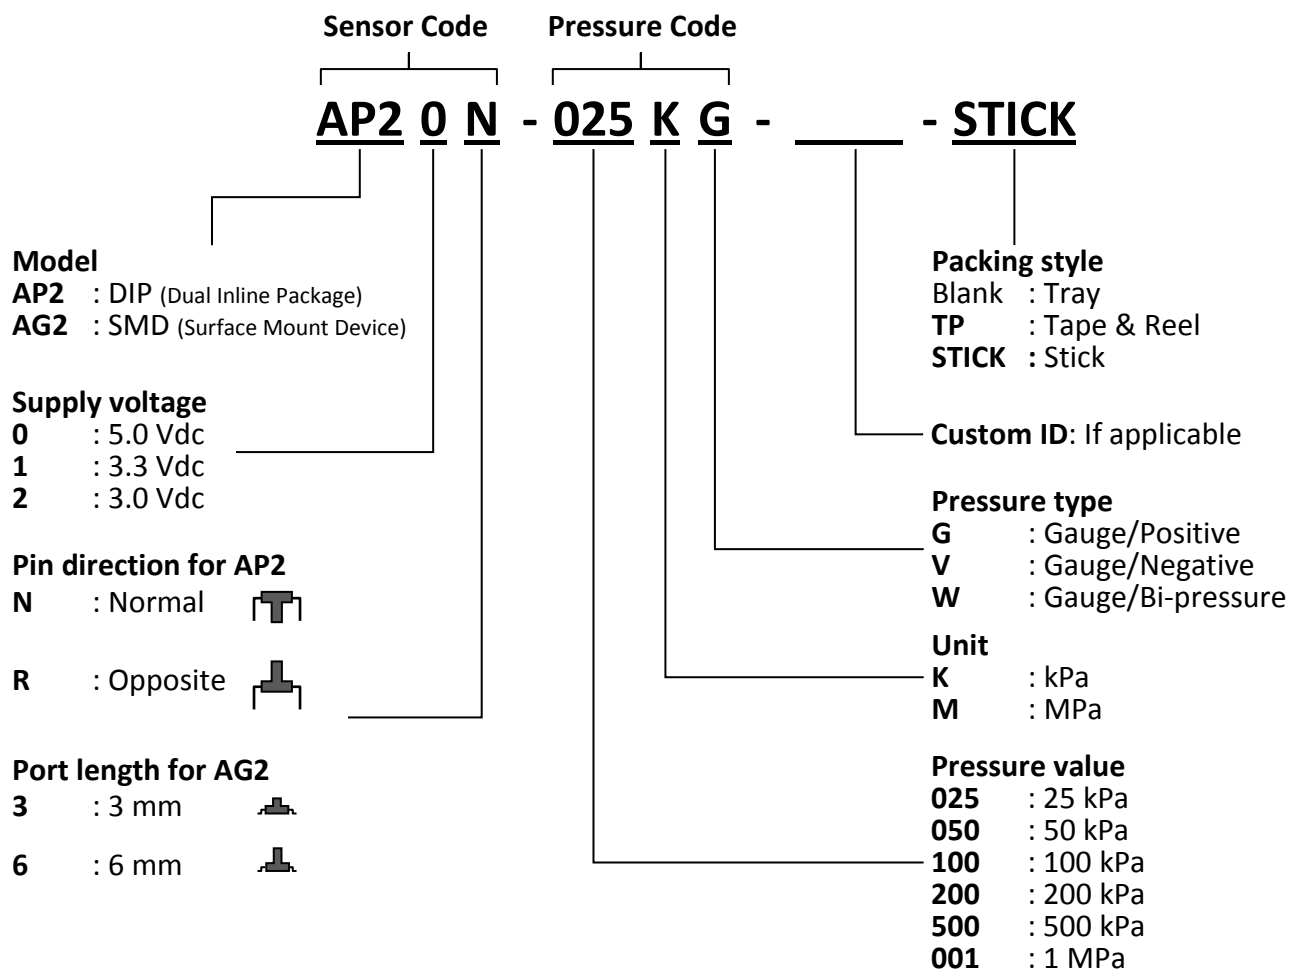 Sensor Code Pressure Code
AP2 0 N - 025 K G - - STICK
Model
AP2 : DIP (Dual Inline Package)
AG2 : SMD (Surface Mount Device)
Supply voltage
0 : 5.0 Vdc
1 : 3.3 Vdc
2 : 3.0 Vdc
Pin direction for AP2
N : Normal
R : Opposite
Port length for AG2
3 : 3 mm
6 : 6 mm
Packing style
Blank : Tray
TP : Tape & Reel
STICK : Stick
Custom ID: If applicable
Pressure type
G : Gauge/Positive
V : Gauge/Negative
W : Gauge/Bi-pressure
Unit
K : kPa
M : MPa
Pressure value
025 : 25 kPa
050 : 50 kPa
100 : 100 kPa
200 : 200 kPa
500 : 500 kPa
001 : 1 MPa